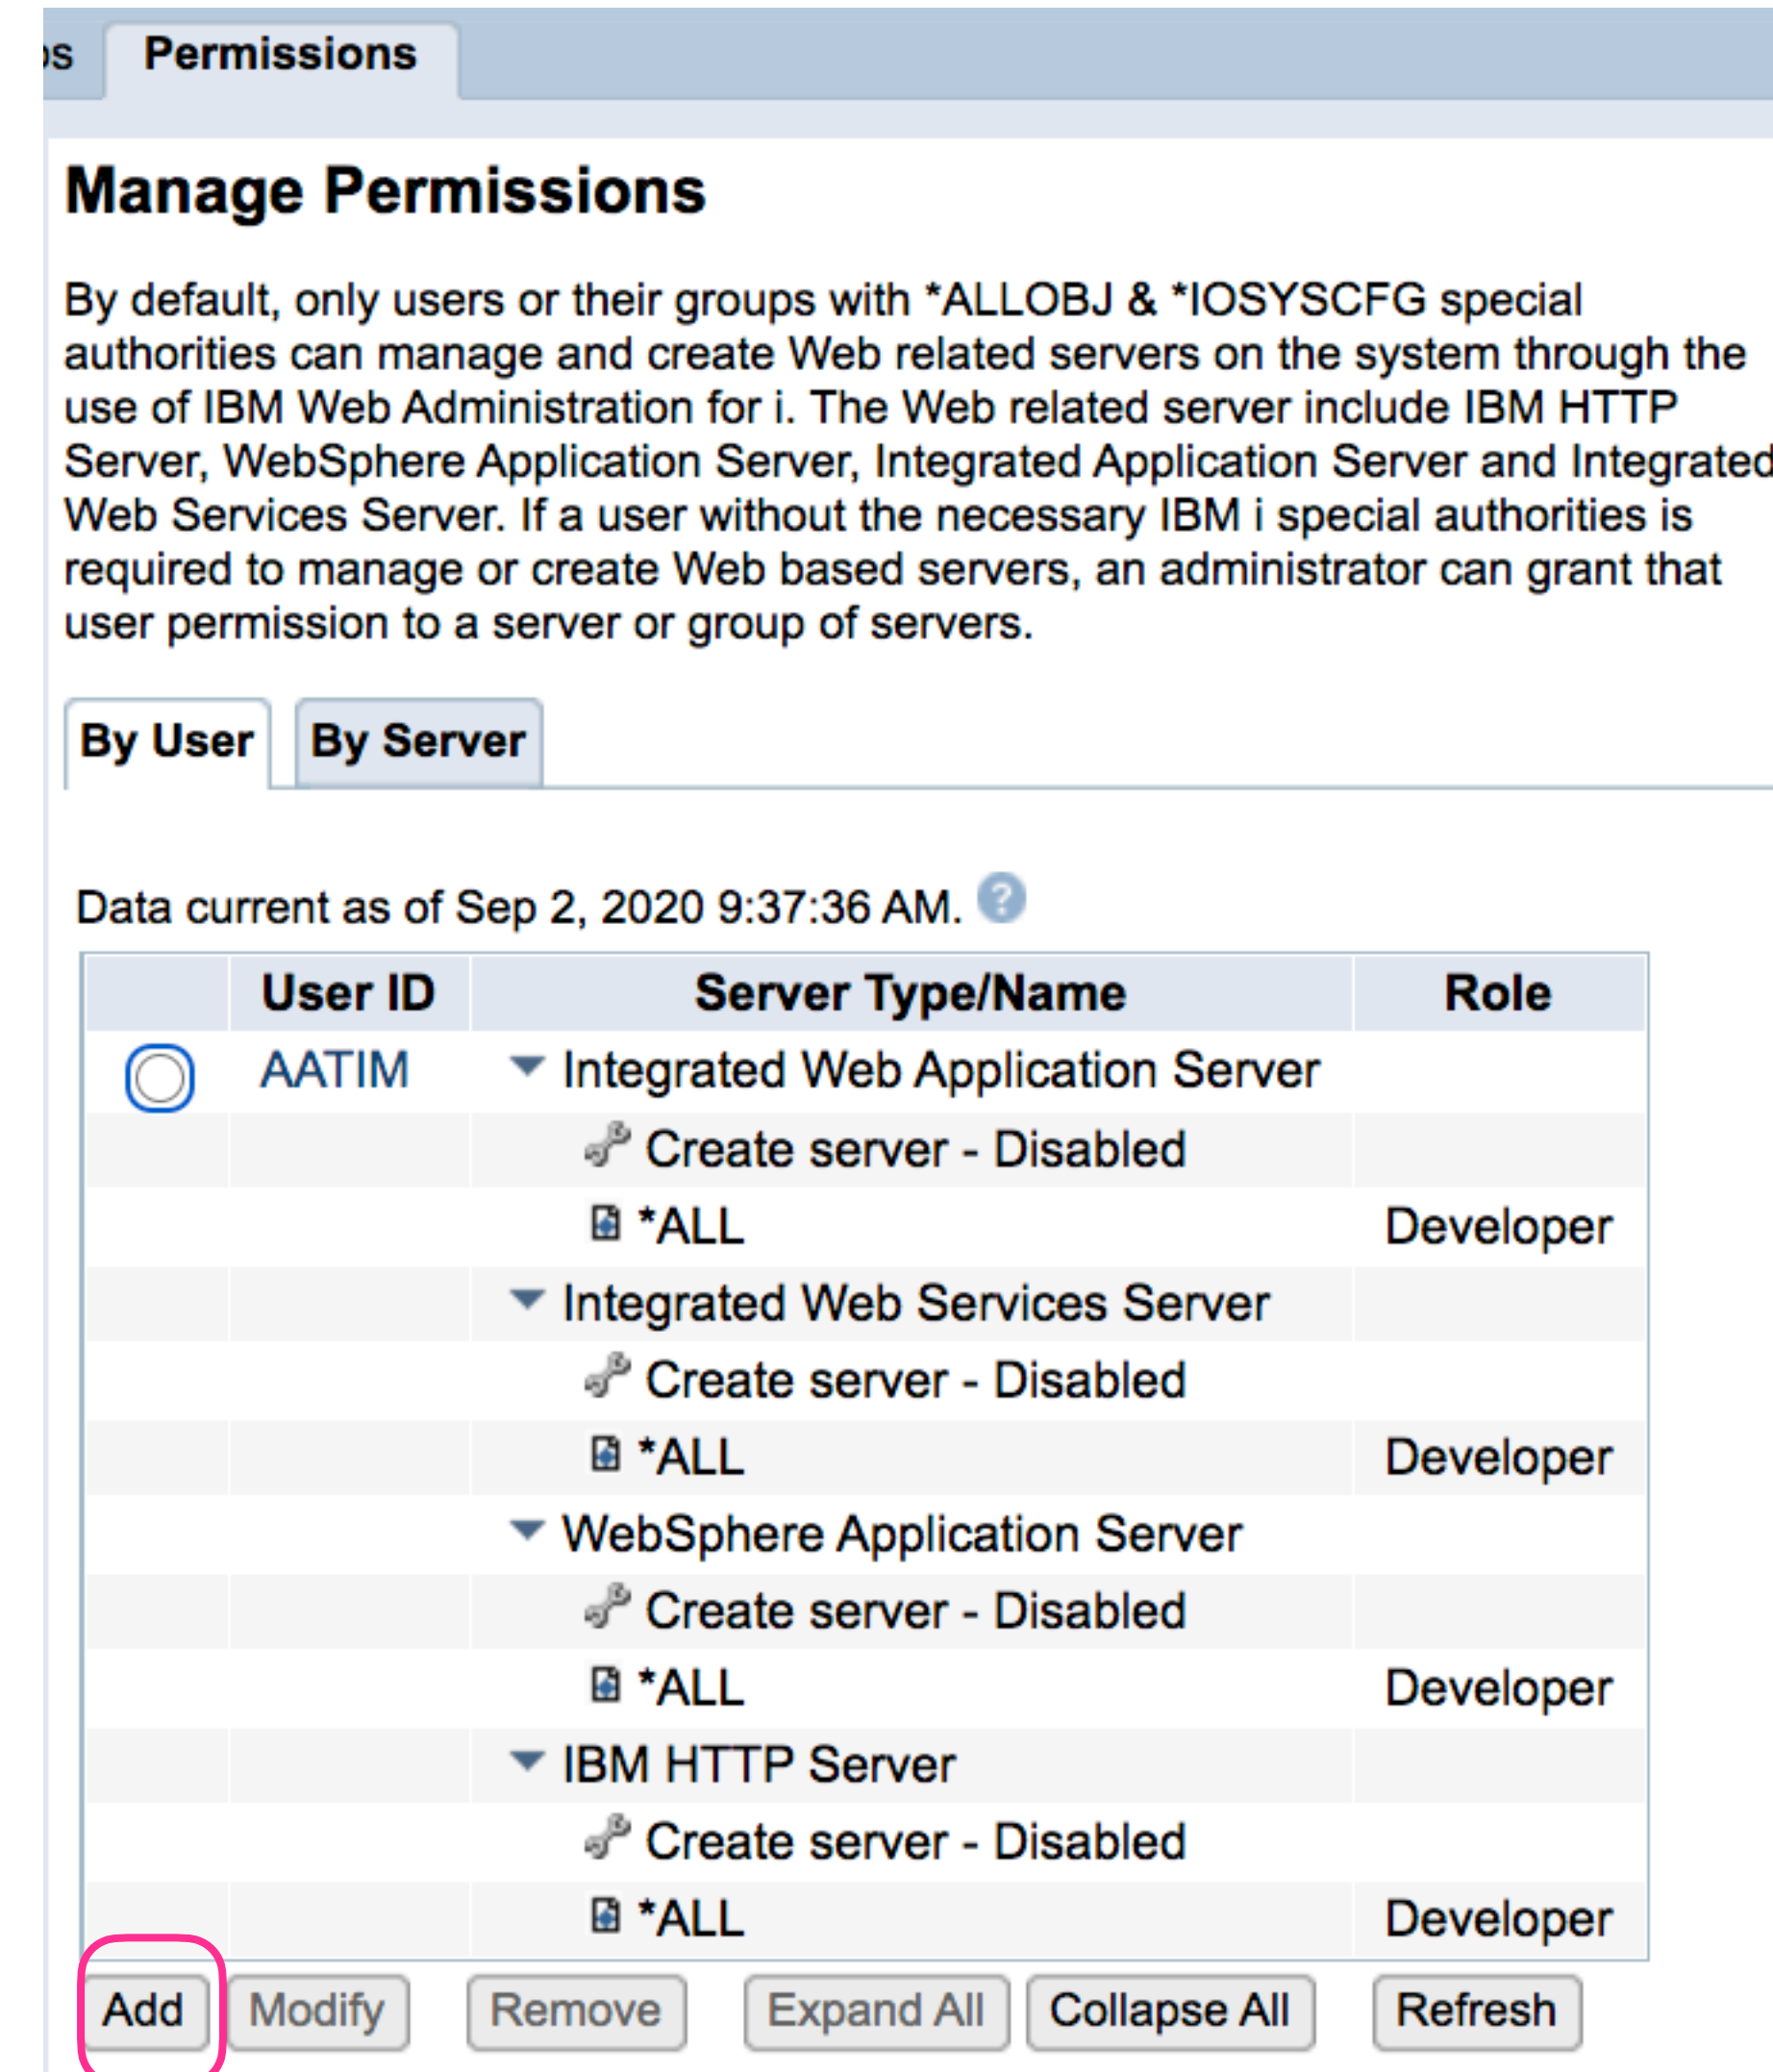 s Permissions
Manage Permissions
By default, only users or their groups with *ALLOBJ & *IOSYSCFG special
authorities can manage and create Web related servers on the system through the
use of IBM Web Administration for i. The Web related server include IBM HTTP
Server, WebSphere Application Server, Integrated Application Server and Integrated
Web Services Server. If a user without the necessary IBM i special authorities is
required to manage or create Web based servers, an administrator can grant that
user permission to a server or group of servers.
By User By Server
Data current as of Sep 2, 2020 9:37:36 AM. ?
User ID Server Type/Name Role
AATIM Integrated Web Application Server
Create server - Disabled
*ALL Developer
Integrated Web Services Server
Create server - Disabled
*ALL Developer
WebSphere Application Server
Create server - Disabled
*ALL Developer
IBM HTTP Server
Create server - Disabled
*ALL Developer
Add Modify Remove Expand All Collapse All Refresh